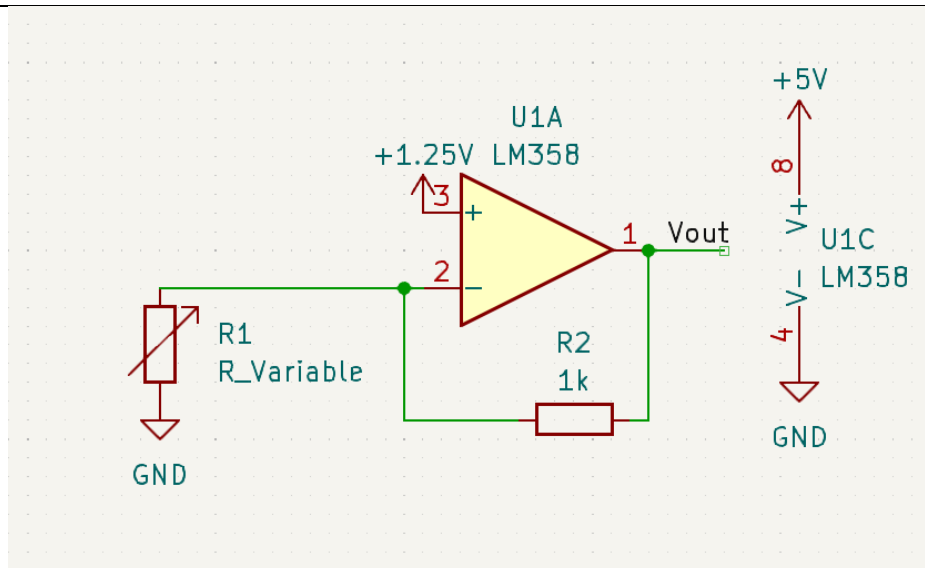 U1A
+1.25V LM358
3
+
1
Vout
2
−
R1
R_Variable
GND
R2
1k
+5V
8
V+
U1C
LM358
V−
4
GND